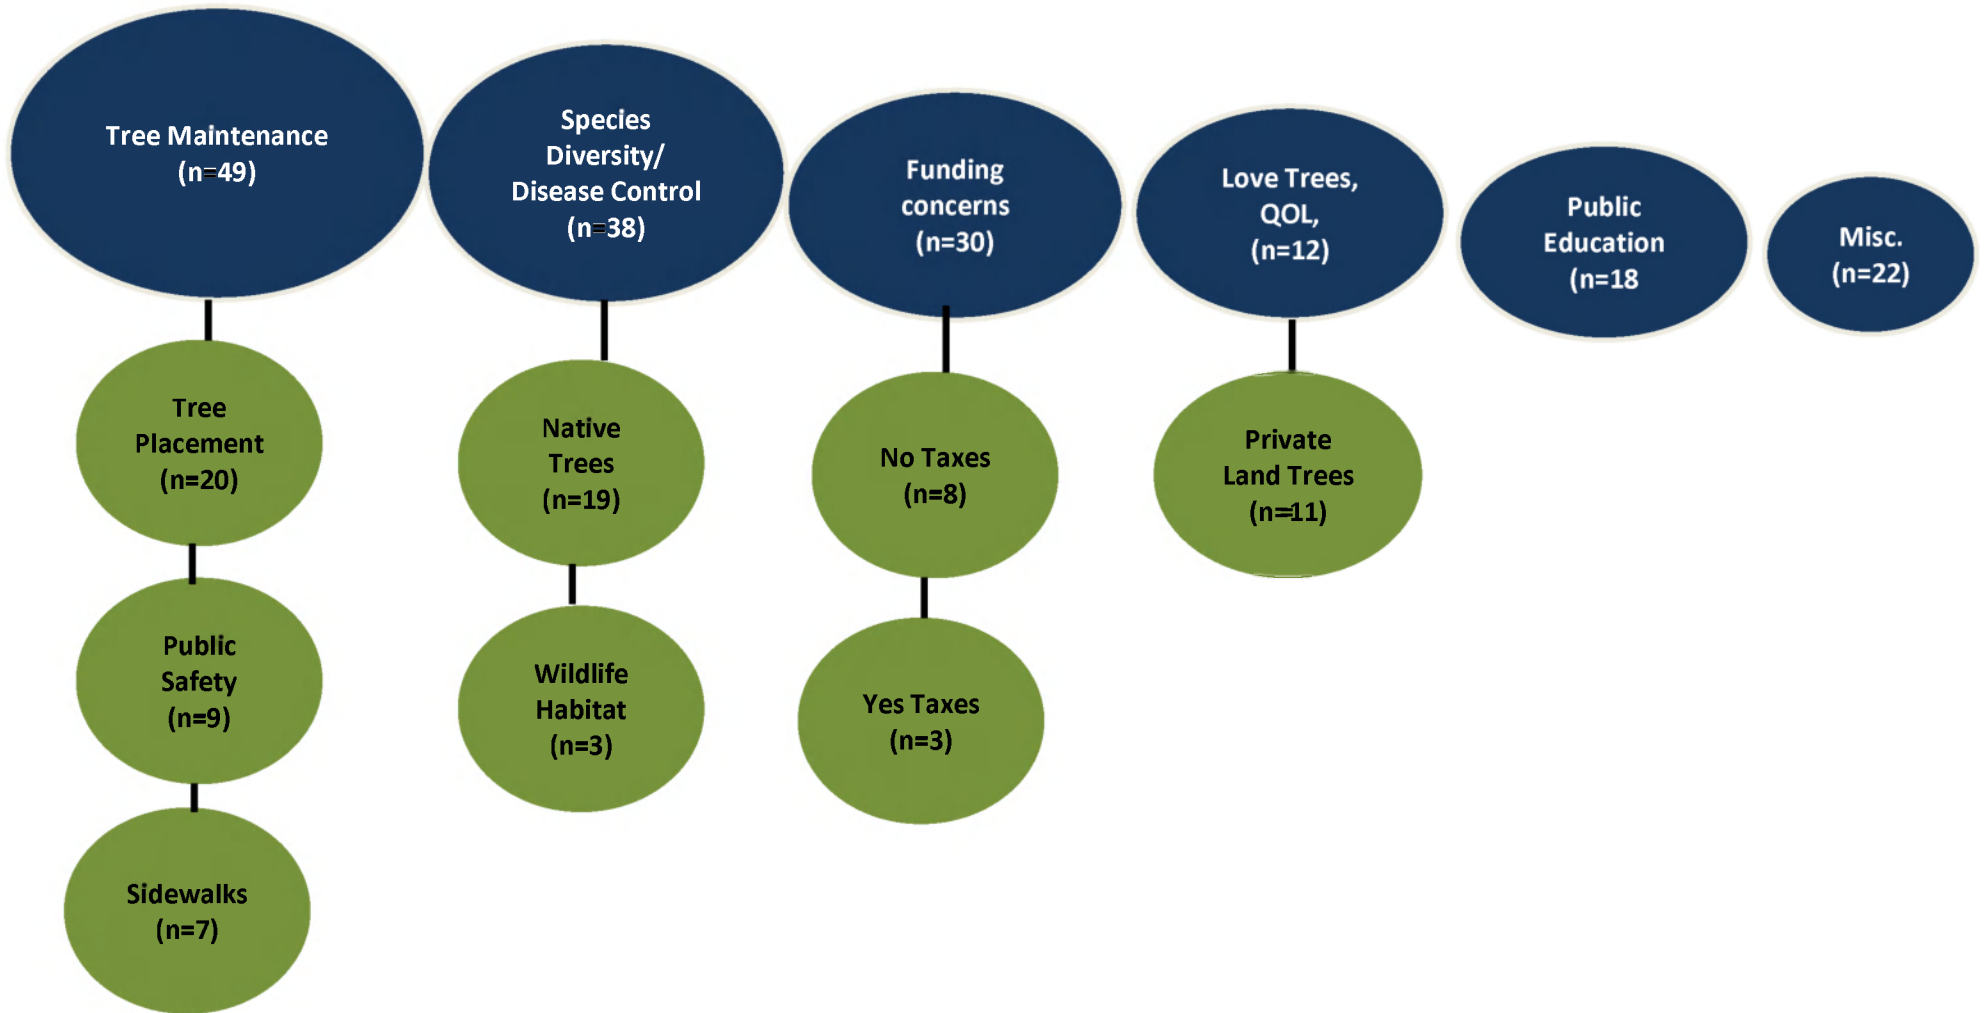 Tree Maintenance
(n=49)
Species
Diversity/
Disease Control
(n=38)
Funding
concerns
(n=30)
Love Trees,
QOL,
(n=12)
Public
Education
(n=18
Misc.
(n=22)
Tree
Placement
(n=20)
Native
Trees
(n=19)
No Taxes
(n=8)
Private
Land Trees
(n=11)
Public
Safety
(n=9)
Wildlife
Habitat
(n=3)
Yes Taxes
(n=3)
Sidewalks
(n=7)